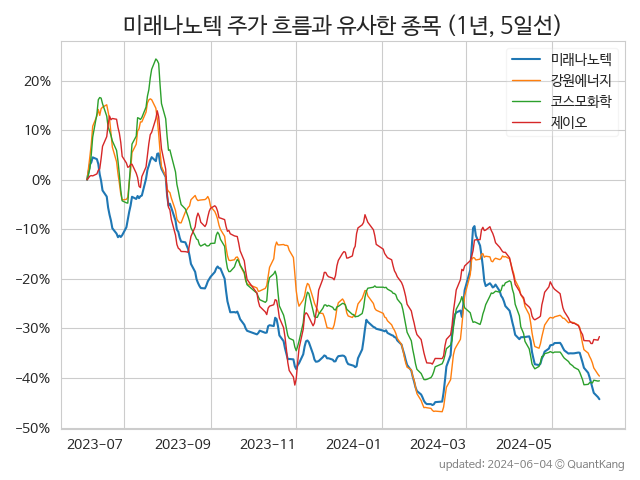 미래나노텍 주가 흐름과 유사한 종목 (1년, 5일선)
미래나노텍
강원에너지
코스모화학
제이오
20%
10%
0%
−10%
−20%
−30%
−40%
−50%
2023-07 2023-09 2023-11 2024-01 2024-03 2024-05
updated: 2024-06-04 © QuantKang